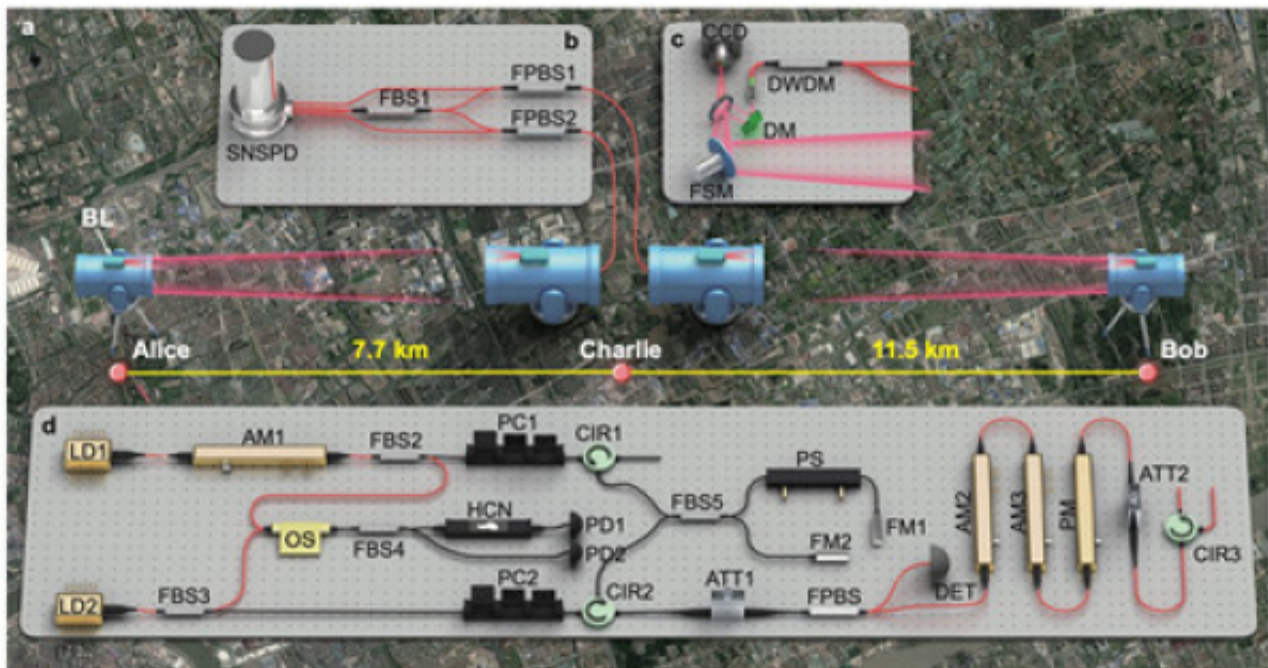 a
b
FPBS1
FBS1
FPBS2
SNSPD
c
CCD
DWDM
DM
FSM
BL
Alice
7.7 km
Charlie
11.5 km
Bob
d
LD1
AM1
FBS2
PC1
CIR1
PS
FBS5
FM1
FM2
HCN
OS
FBS4
PD1
PD2
LD2
FBS3
PC2
CIR2
ATT1
FPBS
DET
AM2
AM3
PM
ATT2
CIR3